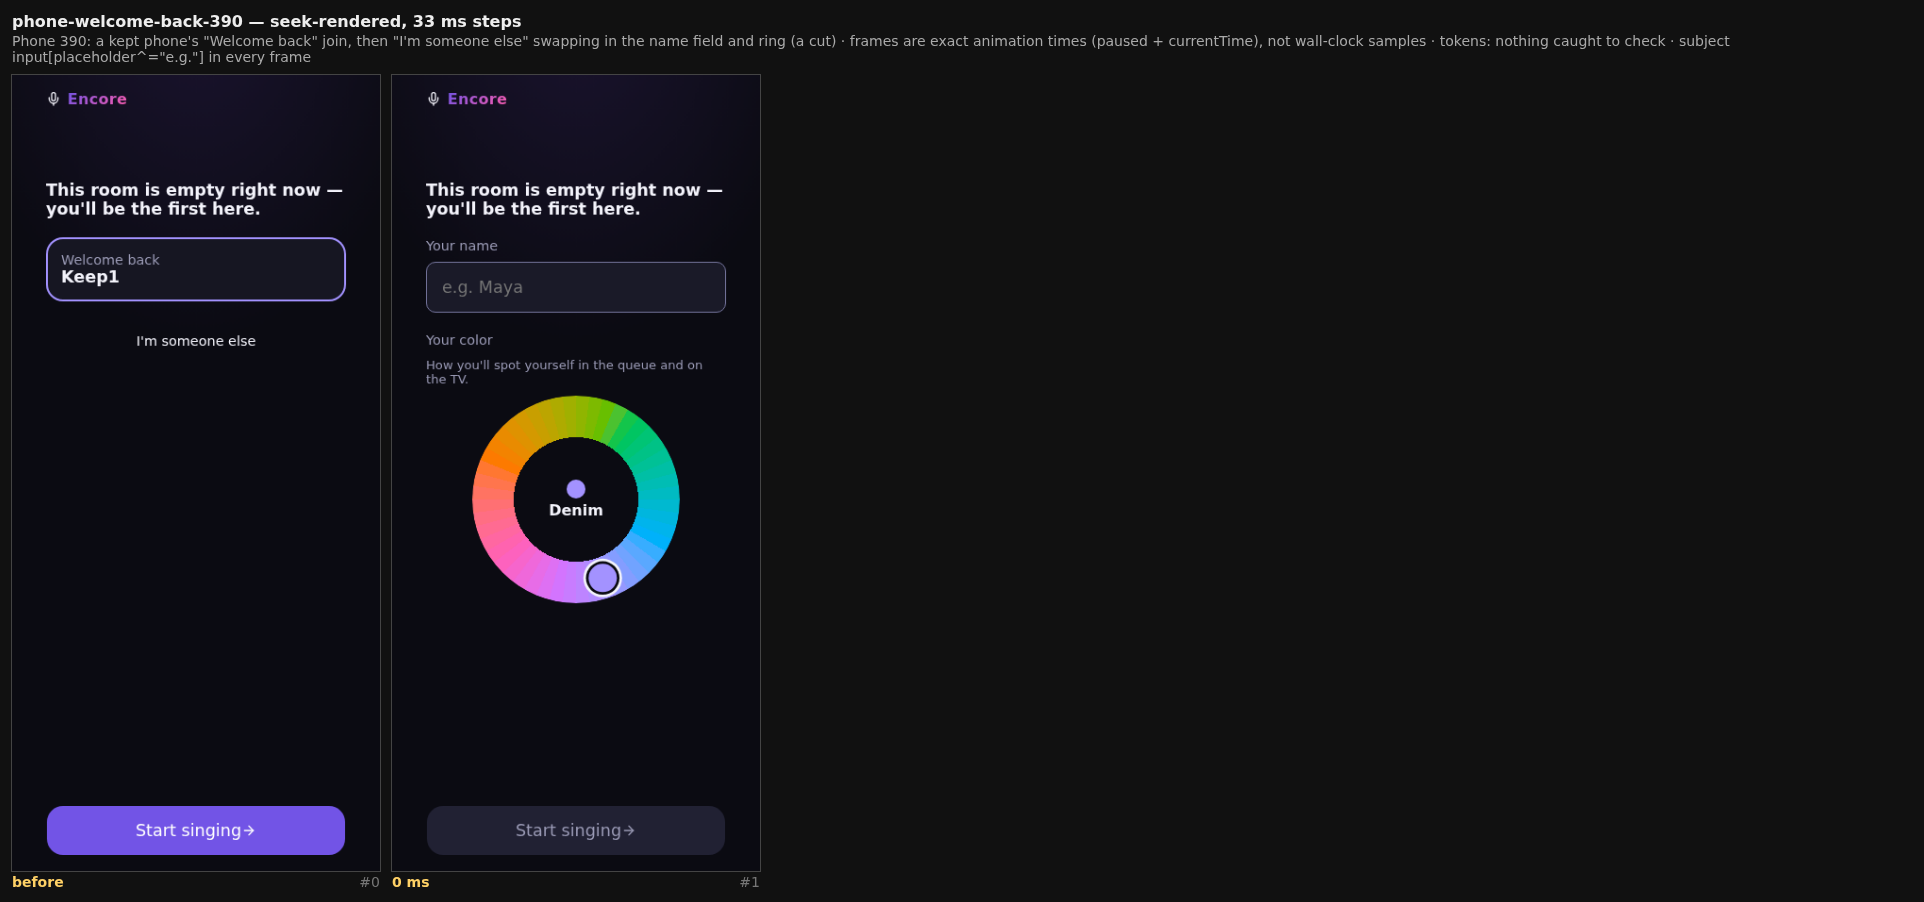 phone-welcome-back-390 — seek-rendered, 33 ms steps
Phone 390: a kept phone's "Welcome back" join, then "I'm someone else" swapping in the name field and ring (a cut) · frames are exact animation times (paused + currentTime), not wall-clock samples · tokens: nothing caught to check · subject
input[placeholder^="e.g."] in every frame
Encore
This room is empty right now —
you'll be the first here.
Welcome back
Keep1
I'm someone else
Start singing→
before #0
Encore
This room is empty right now —
you'll be the first here.
Your name
e.g. Maya
Your color
How you'll spot yourself in the queue and on
the TV.
Denim
Start singing→
0 ms #1